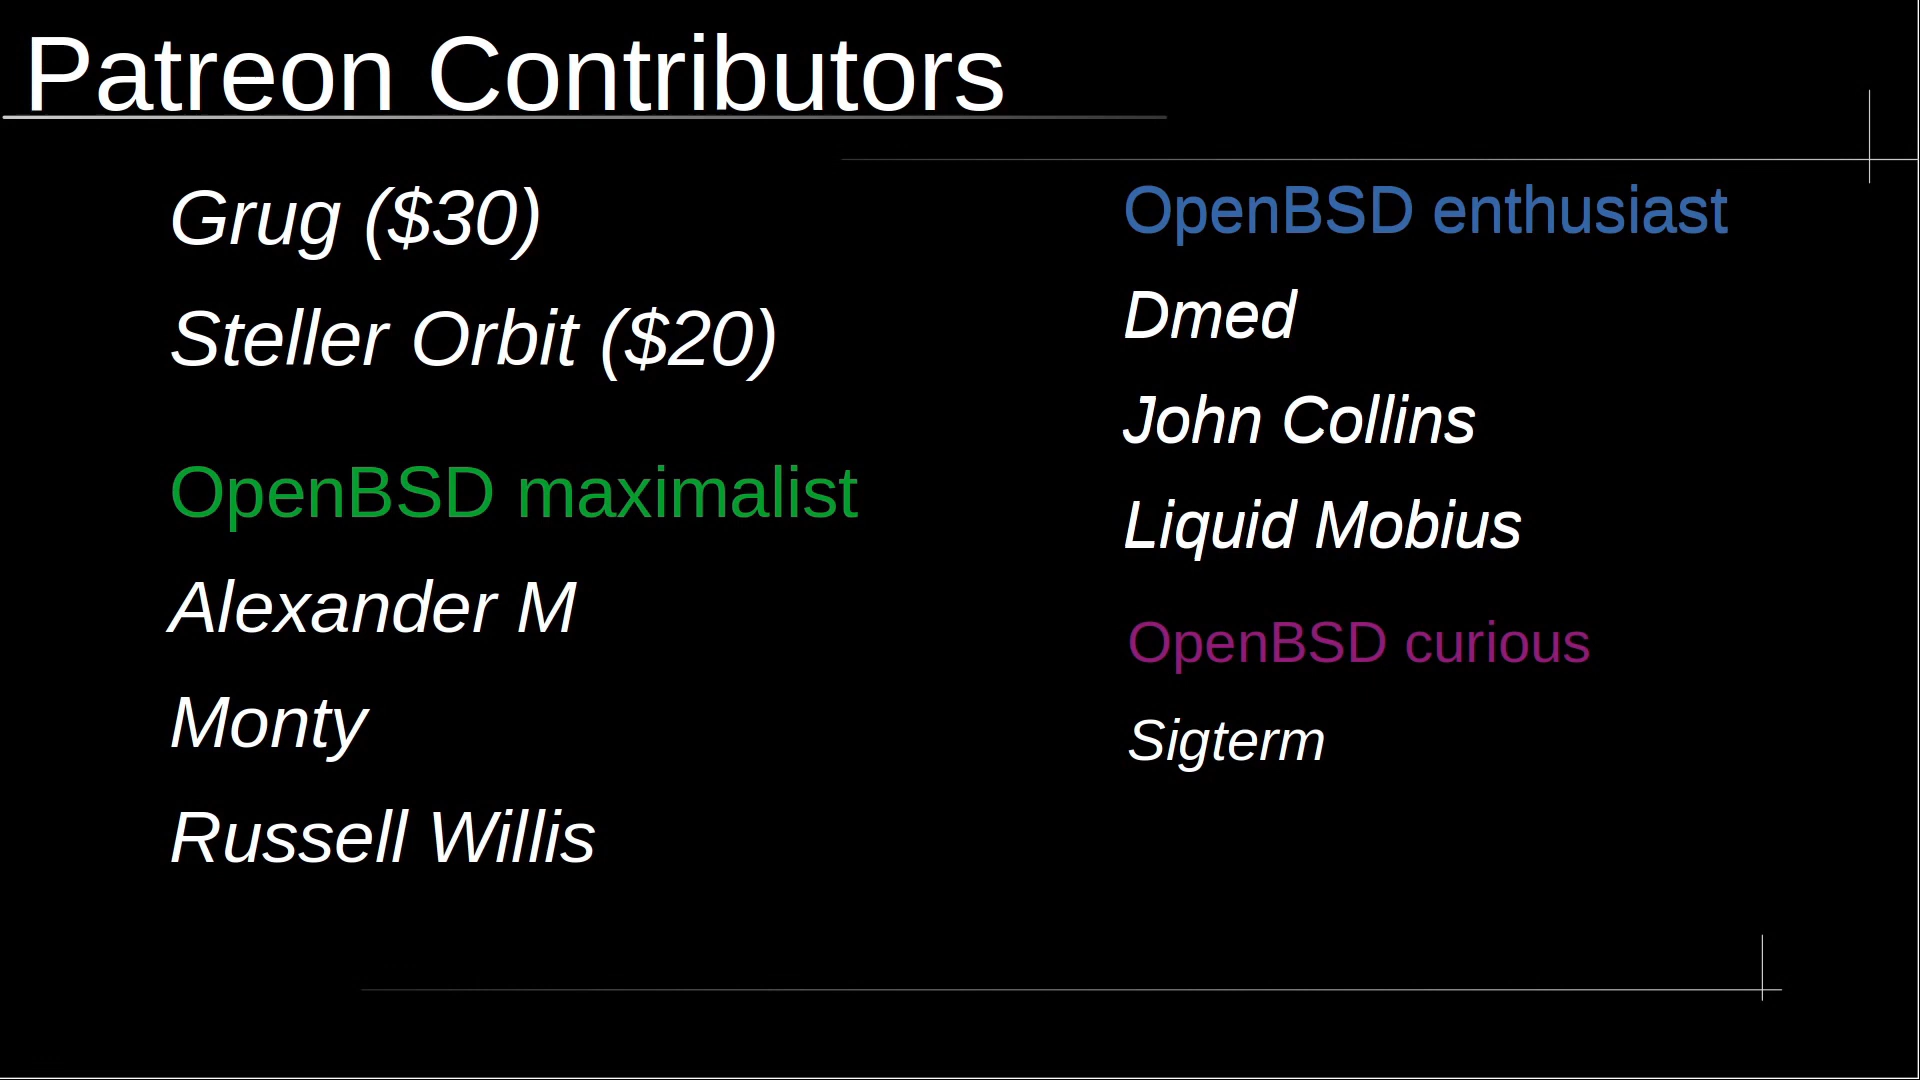 Patreon Contributors
Grug ($30)
Steller Orbit ($20)
OpenBSD maximalist
Alexander M
Monty
Russell Willis
OpenBSD enthusiast
Dmed
John Collins
Liquid Mobius
OpenBSD curious
Sigterm